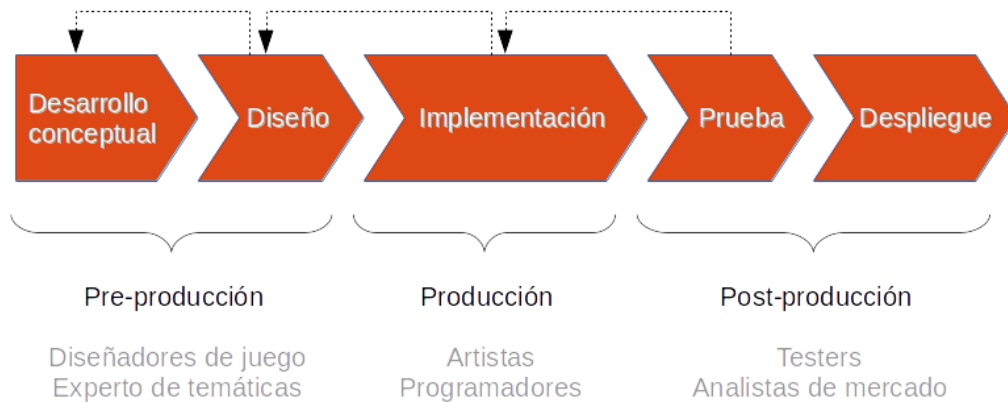 Desarrollo
conceptual
Diseño
Implementación
Prueba
Despliegue
Pre-producción
Producción
Post-producción
Diseñadores de juego
Experto de temáticas
Artistas
Programadores
Testers
Analistas de mercado